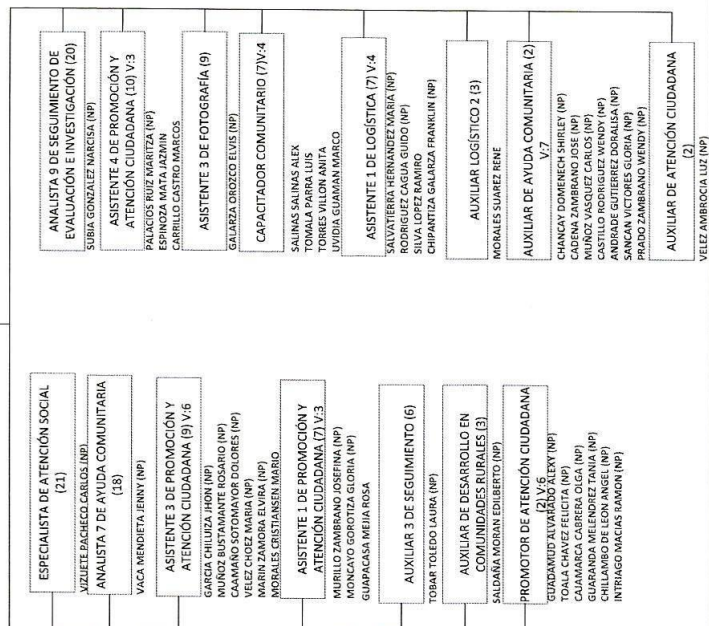 ESPECIALISTA DE ATENCIÓN SOCIAL
(21)
VIZUETE PACHECO CARLOS (NP)
ANALISTA 7 DE AYUDA COMUNITARIA
(18)
VACA MENDIETA JENNY (NP)
ASISTENTE 3 DE PROMOCIÓN Y
ATENCIÓN CIUDADANA (9) V:6
GARCIA CHILUIZA JHON (NP)
MUÑOZ BUSTAMANTE ROSARIO (NP)
CAAMAÑO SOTOMAYOR DOLORES (NP)
VELEZ CHOEZ MARIA (NP)
MARIN ZAMORA ELVIRA (NP)
MORALES CRISTIANSEN MARIO
ASISTENTE 1 DE PROMOCIÓN Y
ATENCIÓN CIUDADANA (7) V:3
MURILLO ZAMBRANO JOSEFINA (NP)
MONCAYO GOROTIZA GLORIA (NP)
GUAPACASA MEJIA ROSA
AUXILIAR 3 DE SEGUIMIENTO (6)
TOBAR TOLEDO LAURA (NP)
AUXILIAR DE DESARROLLO EN
COMUNIDADES RURALES (3)
SALDAÑA MORAN EDILBERTO (NP)
PROMOTOR DE ATENCIÓN CIUDADANA
(2) V:6
GUADAMUD ALVARADO ALEXY (NP)
TOALA CHAVEZ FELICITA (NP)
CAJAMARCA CABRERA OLGA (NP)
GUARANDA MELENDREZ TANIA (NP)
CHILLAMBO DE LEON ANGEL (NP)
INTRIAGO MACIAS RAMON (NP)
ANALISTA 9 DE SEGUIMIENTO DE
EVALUACIÓN E INVESTIGACIÓN (20)
SUBIA GONZALEZ NARCISA (NP)
ASISTENTE 4 DE PROMOCIÓN Y
ATENCIÓN CIUDADANA (10) V:3
PALACIOS RUIZ MARITZA (NP)
ESPINOZA MATA JAZMIN
CARRILLO CASTRO MARCOS
ASISTENTE 3 DE FOTOGRAFÍA (9)
GALARZA OROZCO ELVIS (NP)
CAPACITADOR COMUNITARIO (7)V:4
SALINAS SALINAS ALEX
TOMALA PARRA LUIS
TORRES VILLON ANITA
UVIDIA GUAMAN MARCO
ASISTENTE 1 DE LOGÍSTICA (7) V:4
SALVATIERRA HERNANDEZ MARIA (NP)
RODRIGUEZ CAGUA GUIDO (NP)
SILVA LOPEZ RAMIRO
CHIPANTIZA GALARZA FRANKLIN (NP)
AUXILIAR LOGÍSTICO 2 (3)
MORALES SUAREZ RENE
AUXILIAR DE AYUDA COMUNITARIA (2)
V:7
CHANCAY DOMENECH SHIRLEY (NP)
CADENA ZAMBRANO JOSE (NP)
MUÑOZ VASQUEZ CARLOS (NP)
CASTILLO RODRIGUEZ WENDY (NP)
ANDRADE GUTIERREZ DORALISA (NP)
SANCAN VICTORES GLORIA (NP)
PRADO ZAMBRANO WENDY (NP)
AUXILIAR DE ATENCIÓN CIUDADANA
(2)
VELEZ AMBROCIA LUZ (NP)